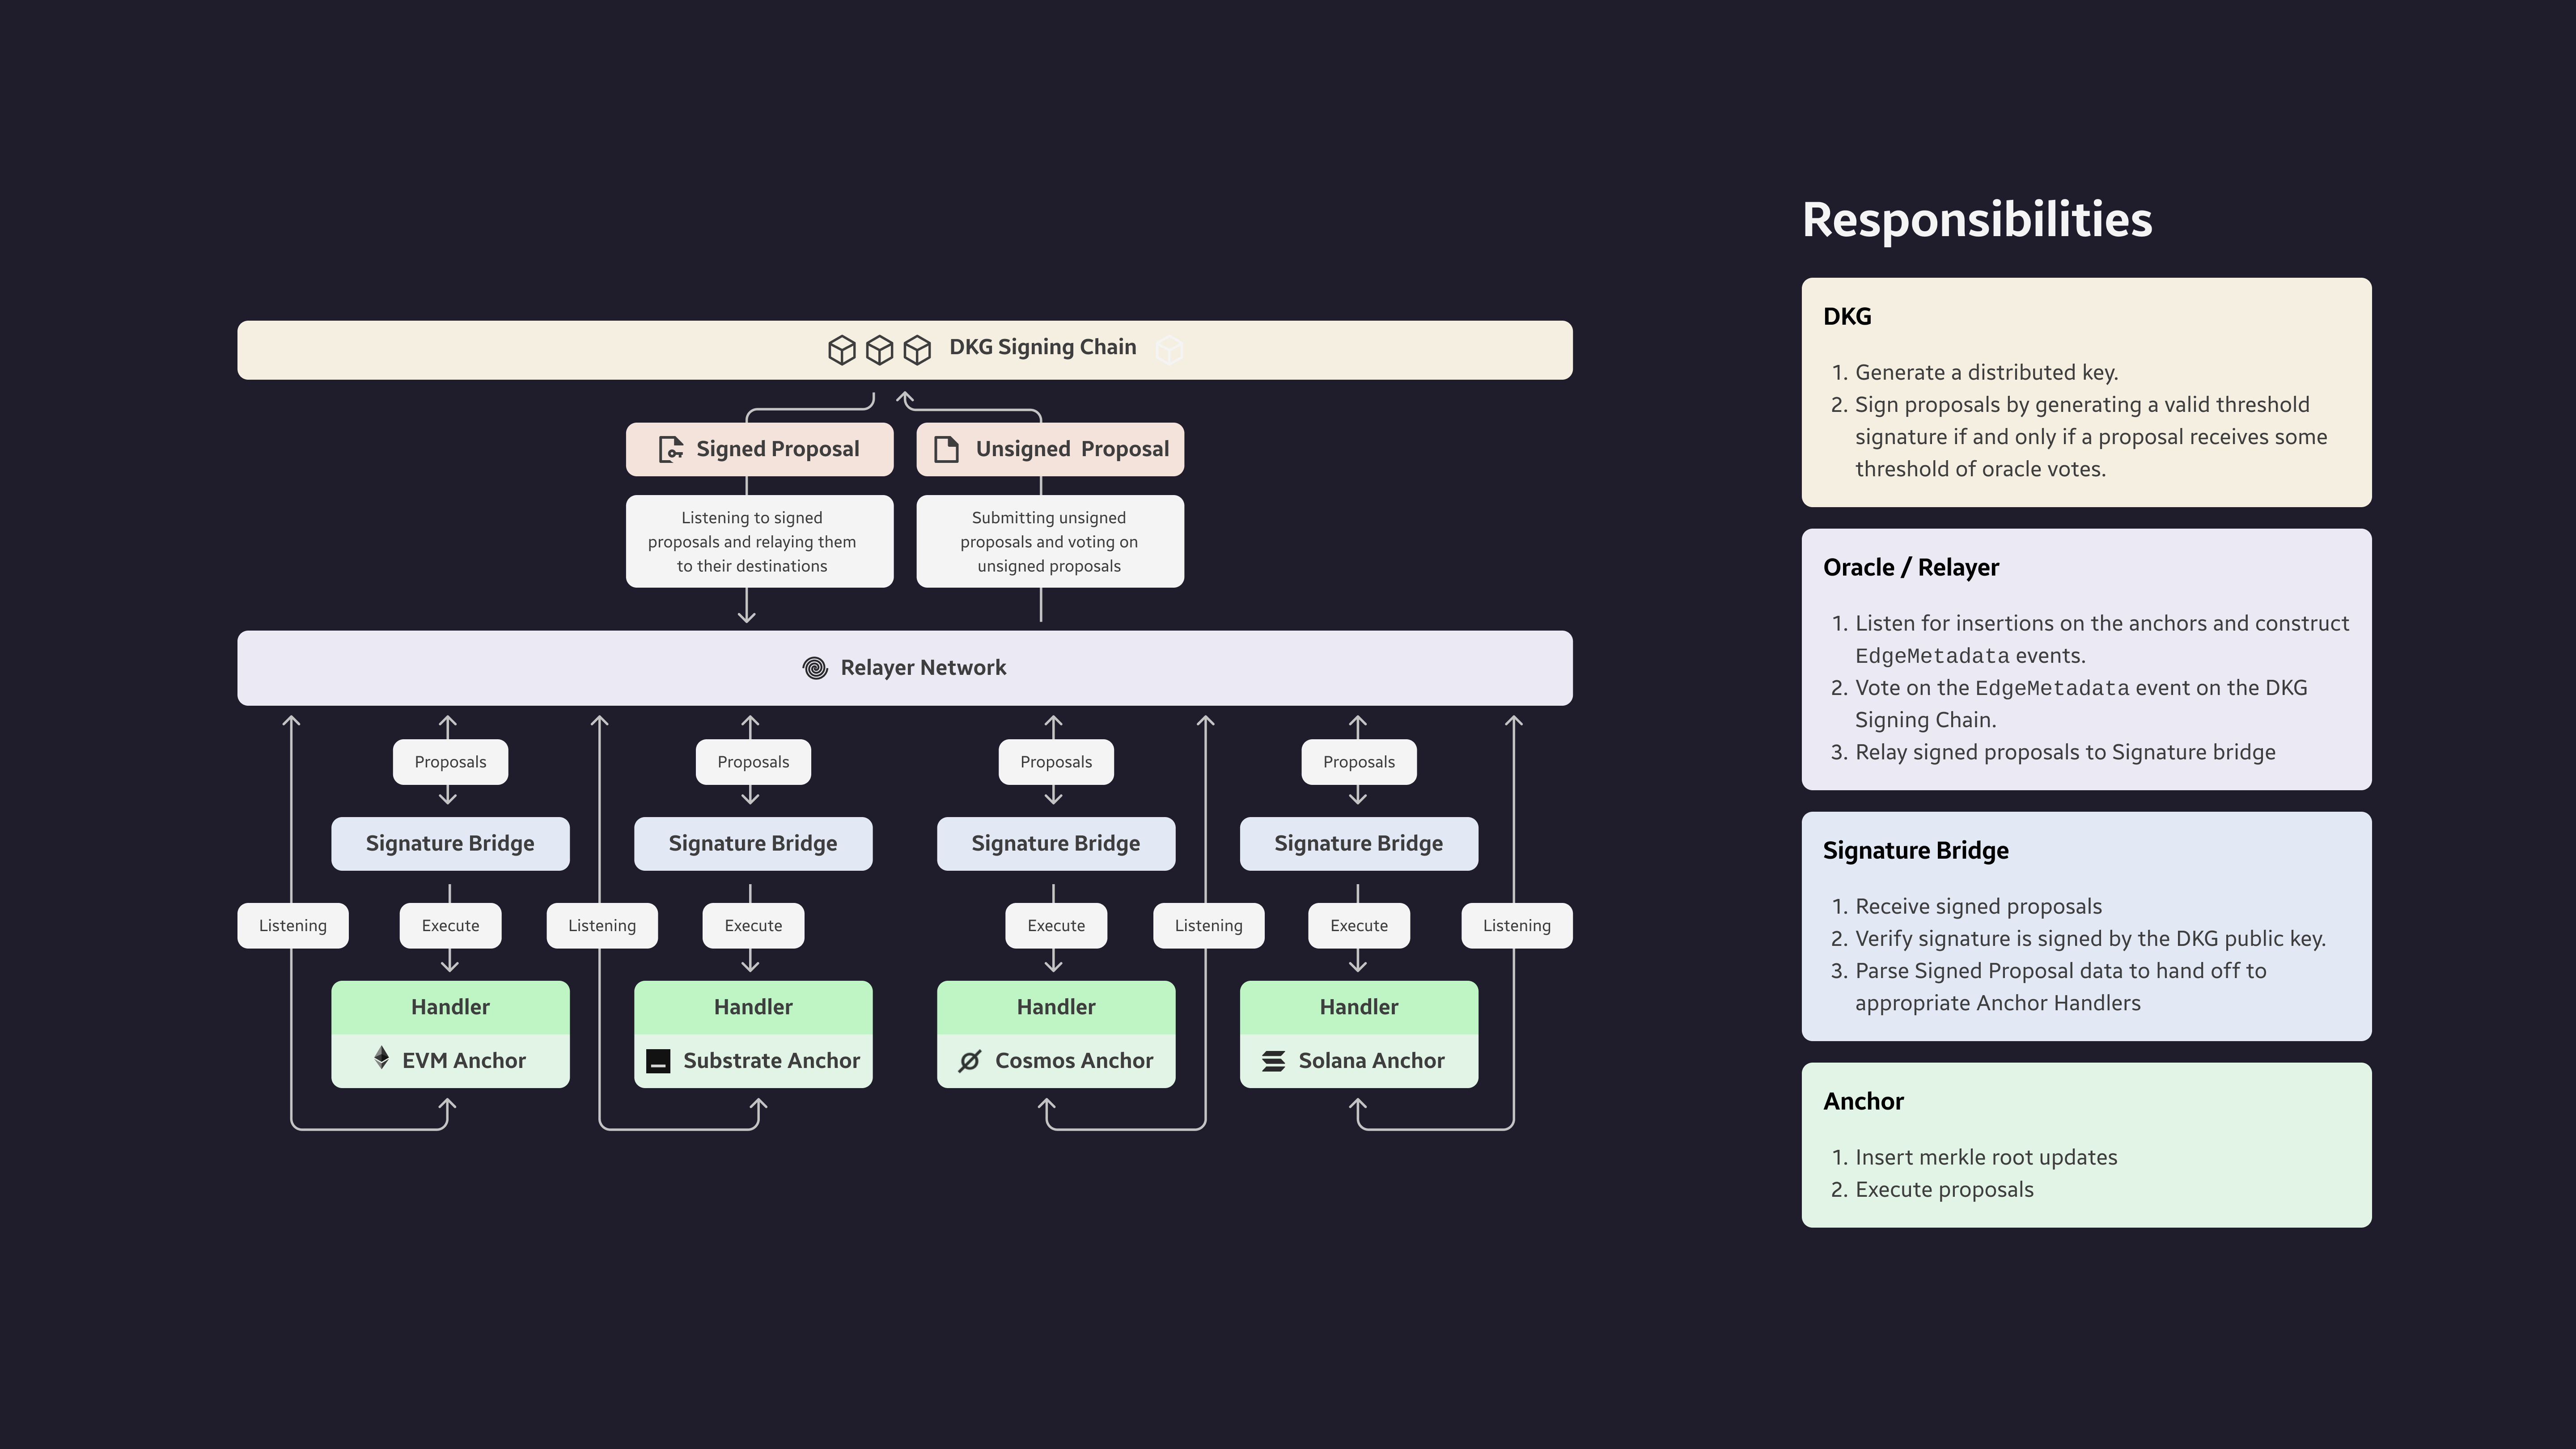 DKG Signing Chain
Signed Proposal
Unsigned Proposal
Listening to signed
proposals and relaying them
to their destinations
Submitting unsigned
proposals and voting on
unsigned proposals
Relayer Network
Proposals
Proposals
Proposals
Proposals
Signature Bridge
Signature Bridge
Signature Bridge
Signature Bridge
Listening
Execute
Listening
Execute
Execute
Listening
Execute
Listening
Handler
Handler
Handler
Handler
EVM Anchor
Substrate Anchor
Cosmos Anchor
Solana Anchor
Responsibilities
DKG
1. Generate a distributed key.
2. Sign proposals by generating a valid threshold
signature if and only if a proposal receives some
threshold of oracle votes.
Oracle / Relayer
1. Listen for insertions on the anchors and construct
EdgeMetadata events.
2. Vote on the EdgeMetadata event on the DKG
Signing Chain.
3. Relay signed proposals to Signature bridge
Signature Bridge
1. Receive signed proposals
2. Verify signature is signed by the DKG public key.
3. Parse Signed Proposal data to hand off to
appropriate Anchor Handlers
Anchor
1. Insert merkle root updates
2. Execute proposals